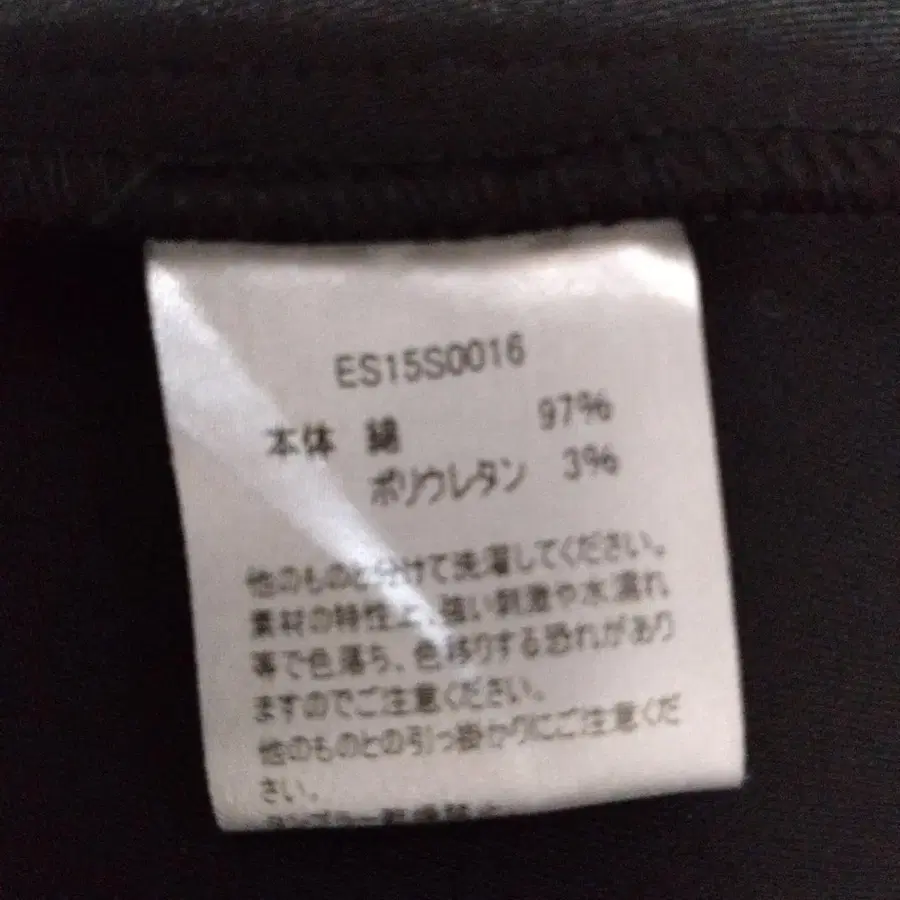 ES15S0016
本体 綿 97%
ポリウレタン 3%
他のものと分けて洗濯してください。
素材の特性上、強い刺激や水濡れ
等で色落ち、色移りする恐れがあり
ますのでご注意ください。
他のものとの引っ掛かりにご注意くだ
さい。